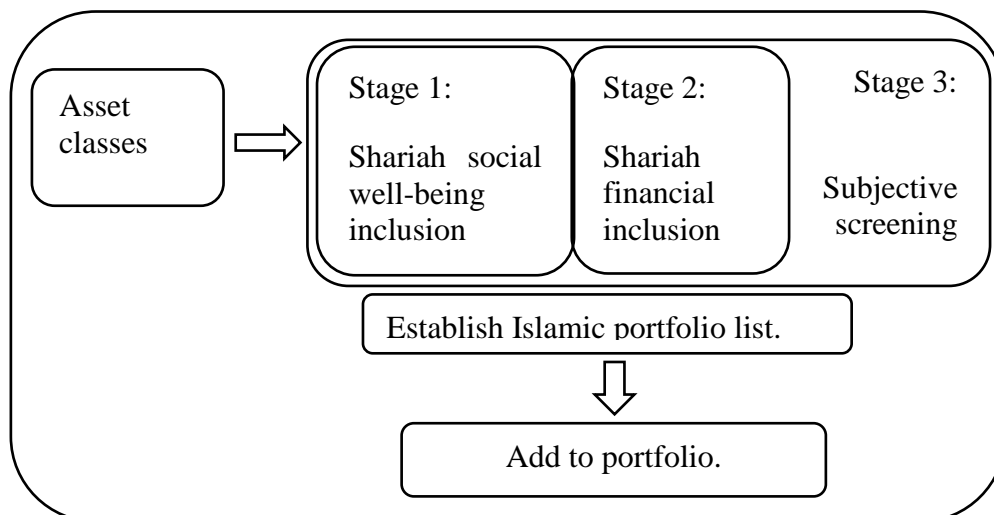 Asset
classes
Stage 1:
Shariah social
well-being
inclusion
Stage 2:
Shariah
financial
inclusion
Stage 3:
Subjective
screening
Establish Islamic portfolio list.
Add to portfolio.